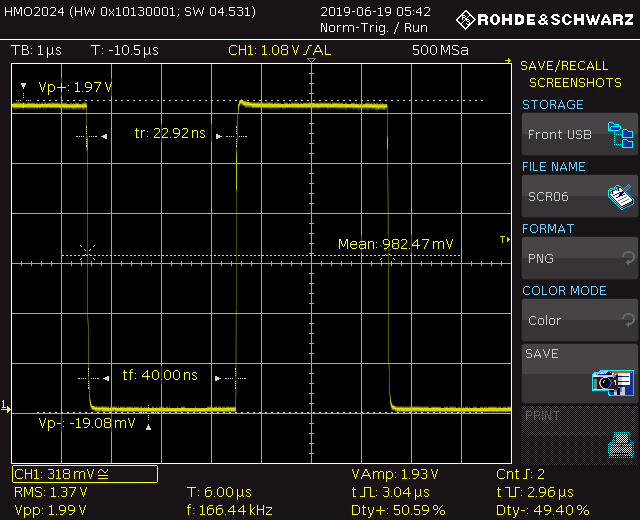 HMO2024 (HW 0x10130001; SW 04.531)
2019-06-19 05:42
Norm-Trig. / Run
ROHDE&SCHWARZ
TB: 1µs T: -10.5µs CH1: 1.08 V / AL 500 MSa
SAVE/RECALL
SCREENSHOTS
STORAGE
Front USB
FILE NAME
SCR06
FORMAT
PNG
COLOR MODE
Color
SAVE
PRINT
Vp+: 1.97 V
tr: 22.92 ns
Mean: 982.47 mV
T
tf: 40.00 ns
1
Vp-: -19.08 mV
CH1: 318 mV ≅
RMS: 1.37 V
Vpp: 1.99 V
T: 6.00 µs
f: 166.44 kHz
VAmp: 1.93 V
t: 3.04 µs
Dty+: 50.59 %
Cnt: 2
t: 2.96 µs
Dty-: 49.40 %